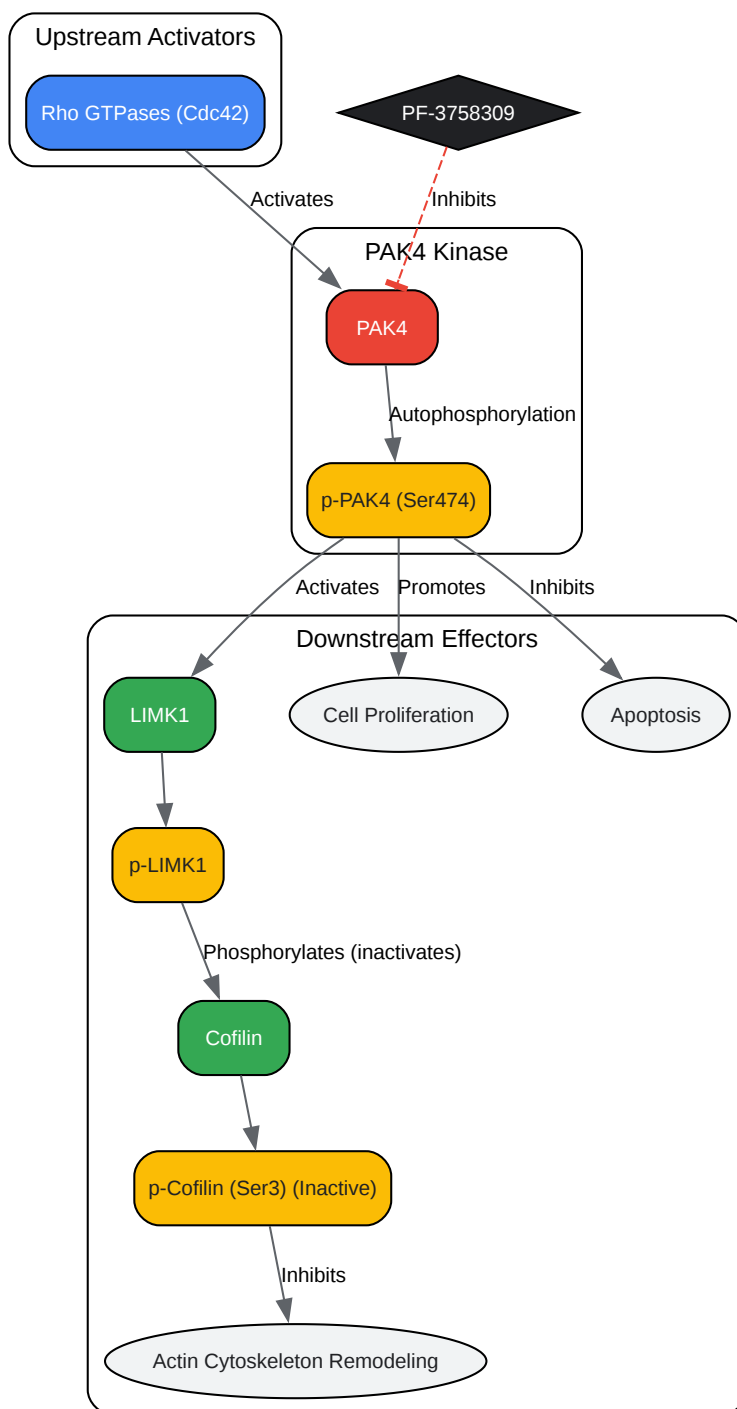 Upstream Activators
Rho GTPases (Cdc42)
PF-3758309
Activates
Inhibits
PAK4 Kinase
PAK4
Autophosphorylation
p-PAK4 (Ser474)
Activates
Promotes
Inhibits
Downstream Effectors
LIMK1
Cell Proliferation
Apoptosis
p-LIMK1
Phosphorylates (inactivates)
Cofilin
p-Cofilin (Ser3) (Inactive)
Inhibits
Actin Cytoskeleton Remodeling